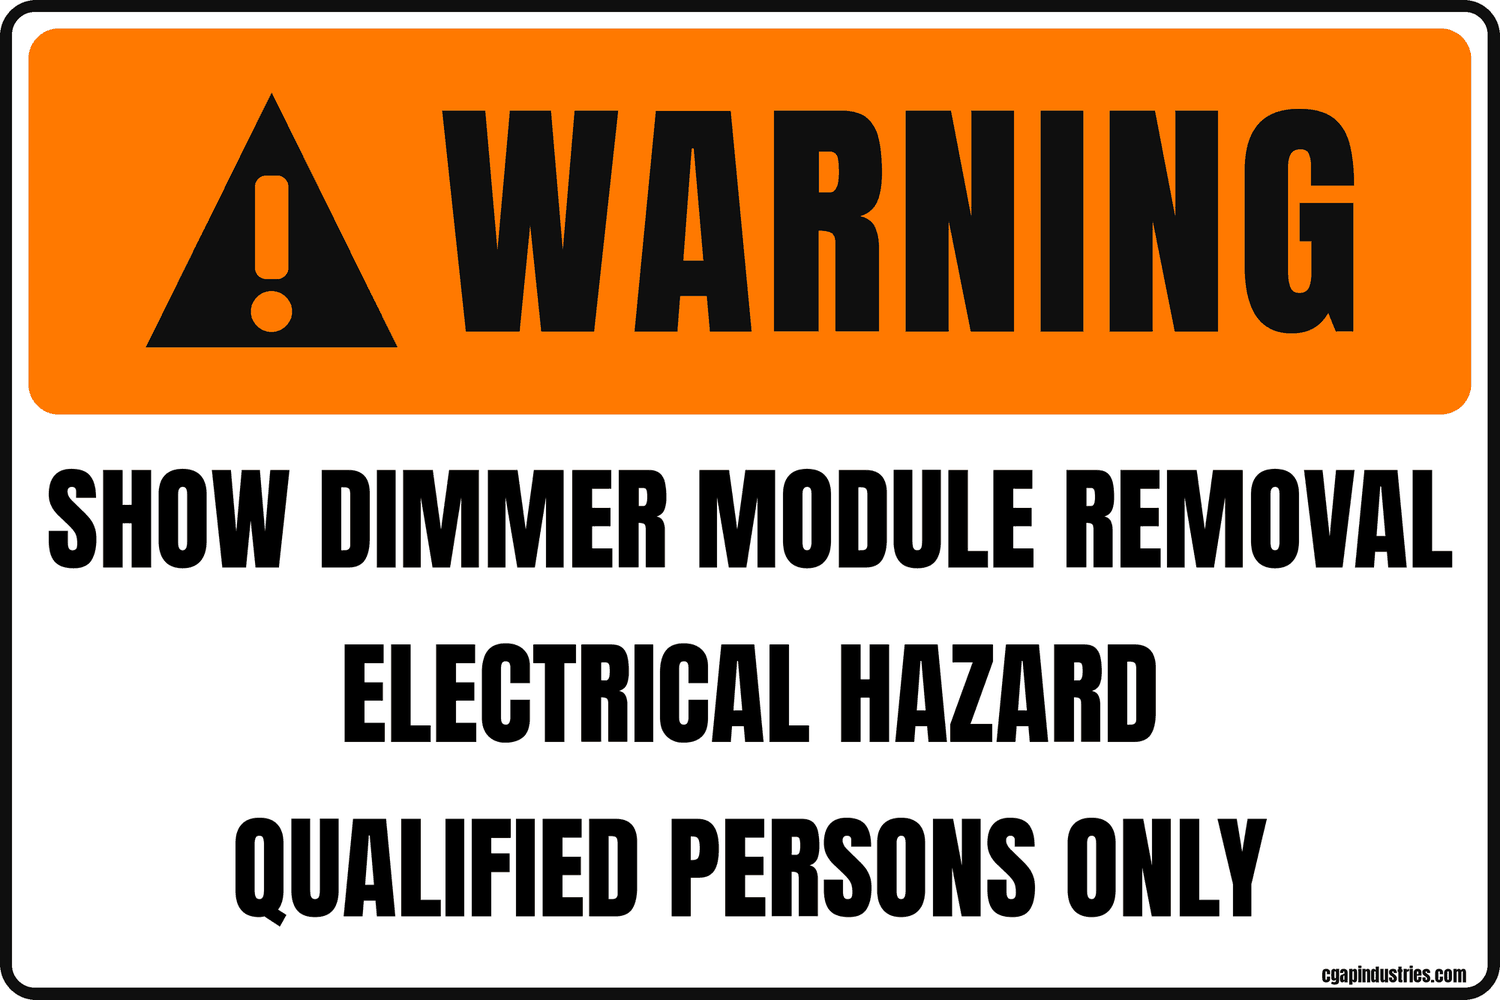 WARNING
SHOW DIMMER MODULE REMOVAL
ELECTRICAL HAZARD
QUALIFIED PERSONS ONLY
cgapindustries.com